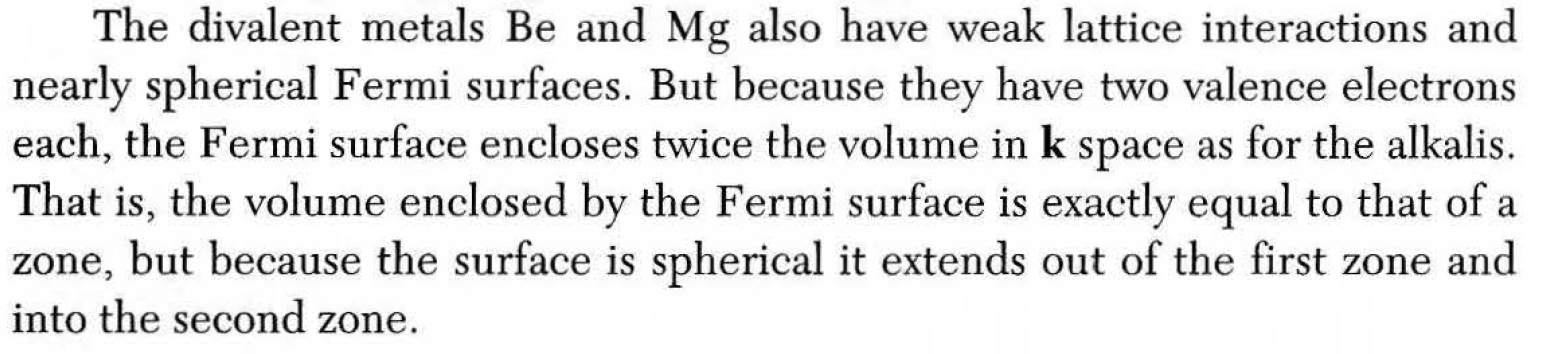 The divalent metals Be and Mg also have weak lattice interactions and
nearly spherical Fermi surfaces. But because they have two valence electrons
each, the Fermi surface encloses twice the volume in k space as for the alkalis.
That is, the volume enclosed by the Fermi surface is exactly equal to that of a
zone, but because the surface is spherical it extends out of the first zone and
into the second zone.